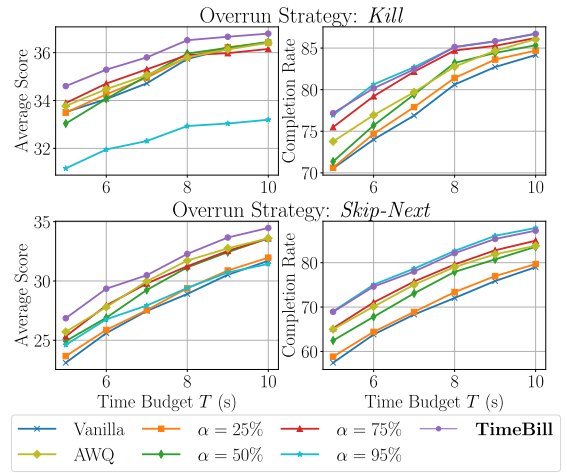 Overrun Strategy: Kill
Average Score
36
34
32
6
8
10
Completion Rate
85
80
75
70
6
8
10
Overrun Strategy: Skip-Next
Average Score
35
30
25
6
8
10
Time Budget T (s)
Completion Rate
80
70
60
6
8
10
Time Budget T (s)
Vanilla
α = 25%
α = 75%
TimeBill
AWQ
α = 50%
α = 95%